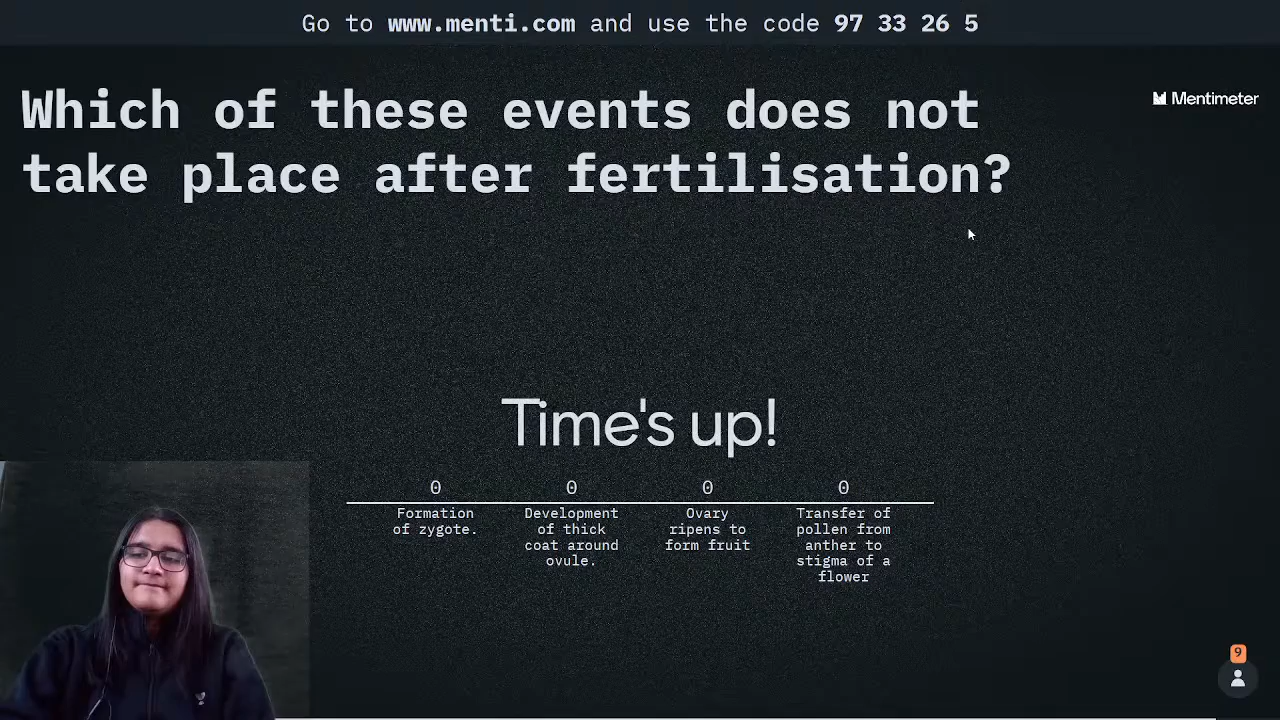 Go to www.menti.com and use the code 97 33 26 5
Which of these events does not
take place after fertilisation?
Mentimeter
Time's up!
0 0 0 0
Formation
of zygote.
Development
of thick
coat around
ovule.
Ovary
ripens to
form fruit
Transfer of
pollen from
anther to
stigma of a
flower
9